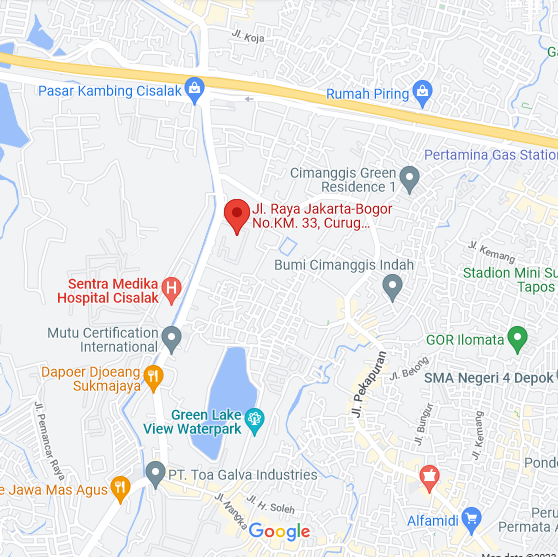 Jl. Koja
Pasar Kambing Cisalak
Rumah Piring
Pertamina Gas Station
Cimanggis Green
Residence 1
Jl. Raya Jakarta-Bogor
No.KM. 33, Curug...
Jl. Kemang
Bumi Cimanggis Indah
Stadion Mini Su
Tapos
Sentra Medika
Hospital Cisalak
H
Mutu Certification
International
GOR Ilomata
Dapoer Djoeang
Sukmajaya
Jl. Pekapuran
Jl. Belong
SMA Negeri 4 Depok
Green Lake
View Waterpark
Jl. Bungur
Jl. Kemang
Jl. Pemancar Raya
PT. Toa Galva Industries
Pond
e Jawa Mas Agus
Jl. Nangka
Jl. H. Soleh
Alfamidi
Peru
Permata A
Google